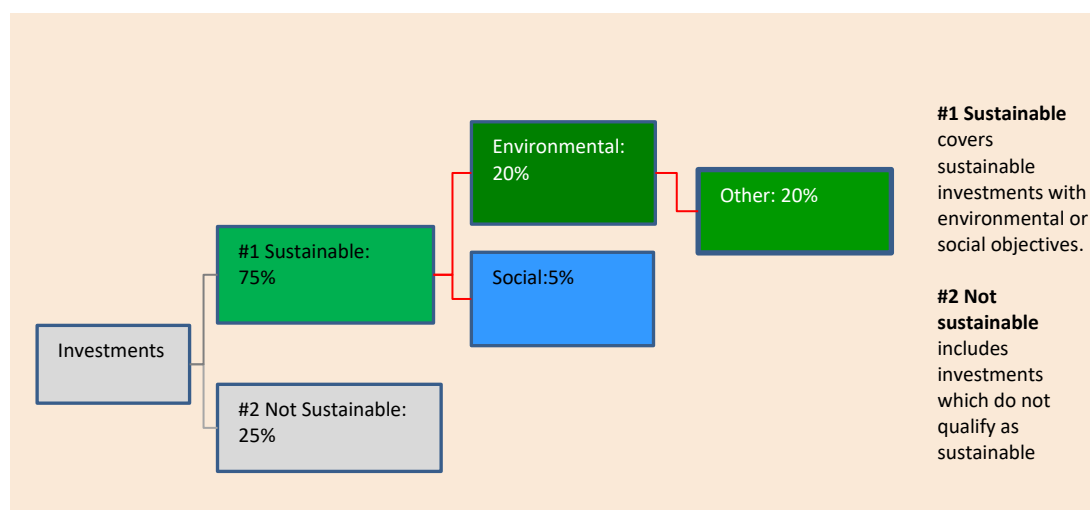 Investments
#1 Sustainable:
75%
#2 Not Sustainable:
25%
Environmental:
20%
Social:5%
Other: 20%
#1 Sustainable
covers
sustainable
investments with
environmental or
social objectives.
#2 Not
sustainable
includes
investments
which do not
qualify as
sustainable